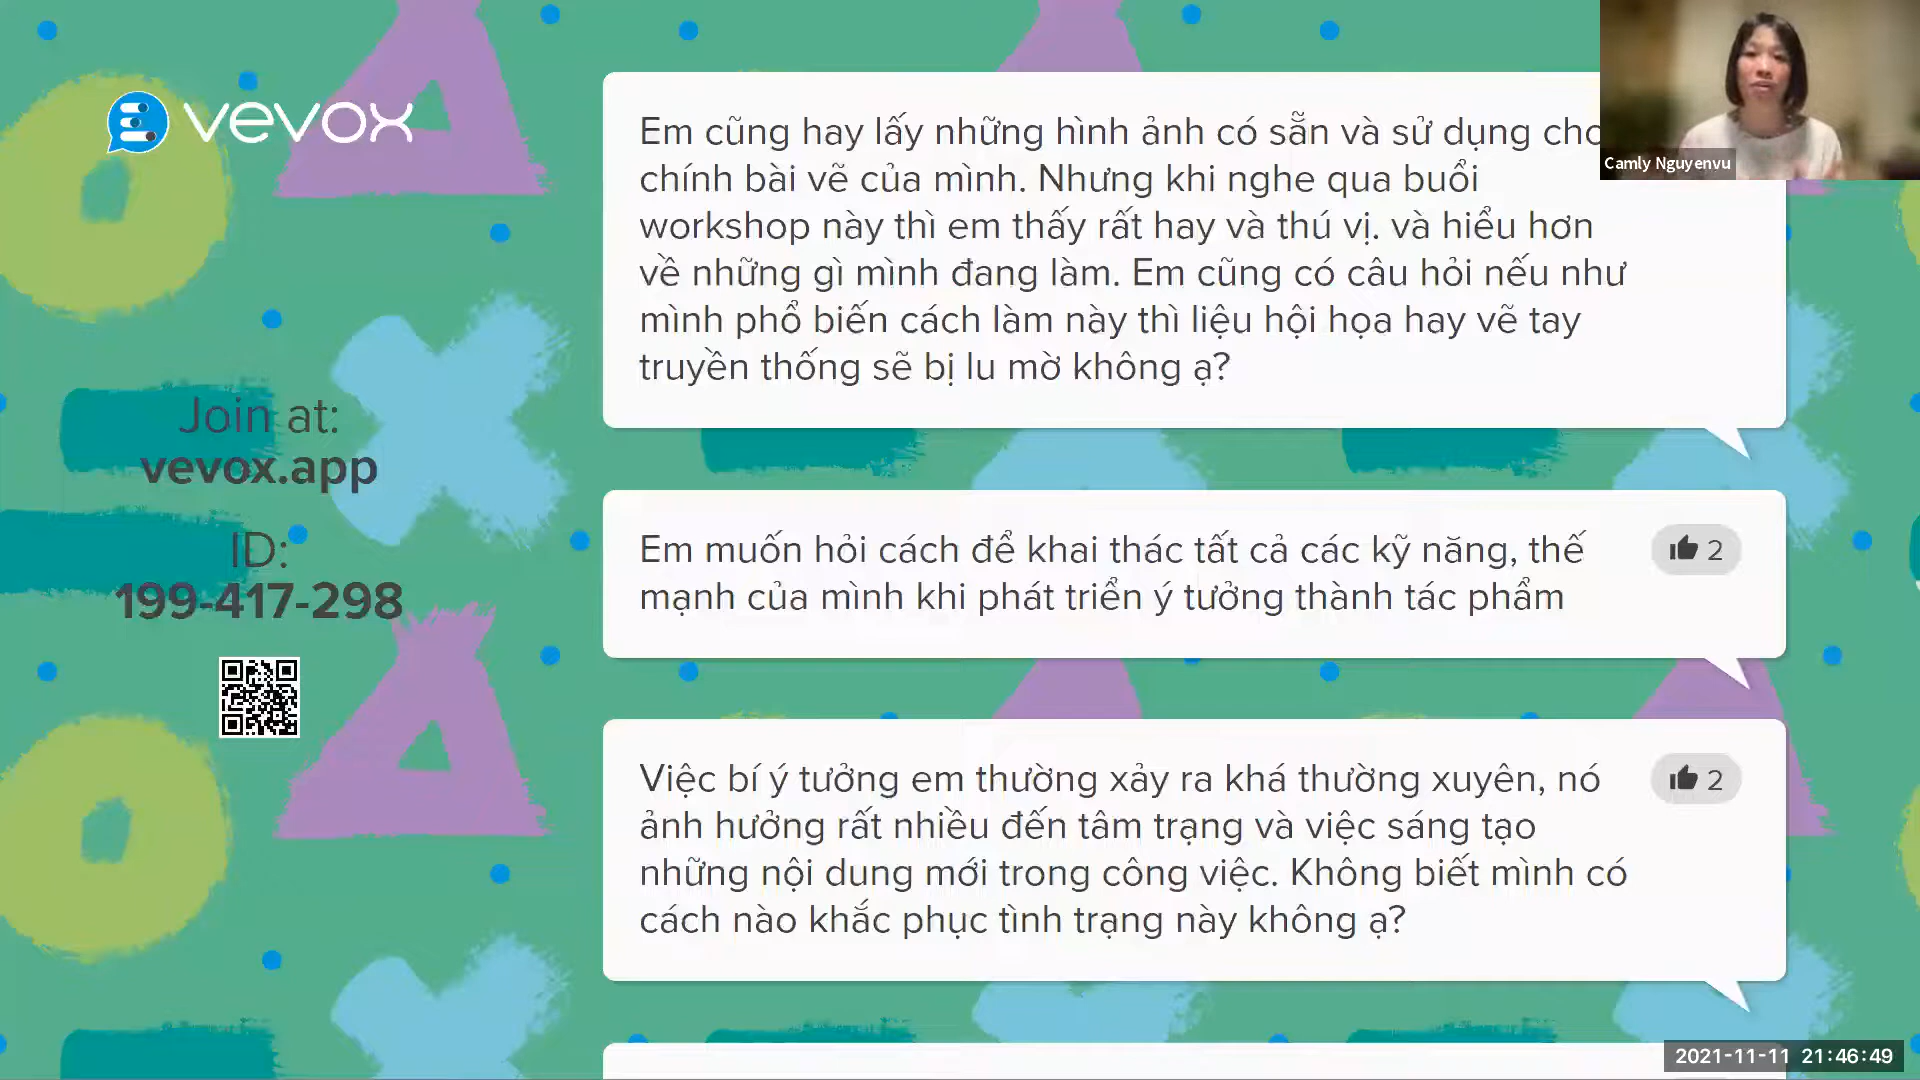 vevox
Join at:
vevox.app
ID:
199-417-298
Em cũng hay lấy những hình ảnh có sẵn và sử dụng cho
chính bài vẽ của mình. Nhưng khi nghe qua buổi
workshop này thì em thấy rất hay và thú vị. và hiểu hơn
về những gì mình đang làm. Em cũng có câu hỏi nếu như
mình phổ biến cách làm này thì liệu hội họa hay vẽ tay
truyền thống sẽ bị lu mờ không ạ?
Em muốn hỏi cách để khai thác tất cả các kỹ năng, thế
mạnh của mình khi phát triển ý tưởng thành tác phẩm
2
Việc bí ý tưởng em thường xảy ra khá thường xuyên, nó
ảnh hưởng rất nhiều đến tâm trạng và việc sáng tạo
những nội dung mới trong công việc. Không biết mình có
cách nào khắc phục tình trạng này không ạ?
2
Camly Nguyenvu
2021-11-11 21:46:49